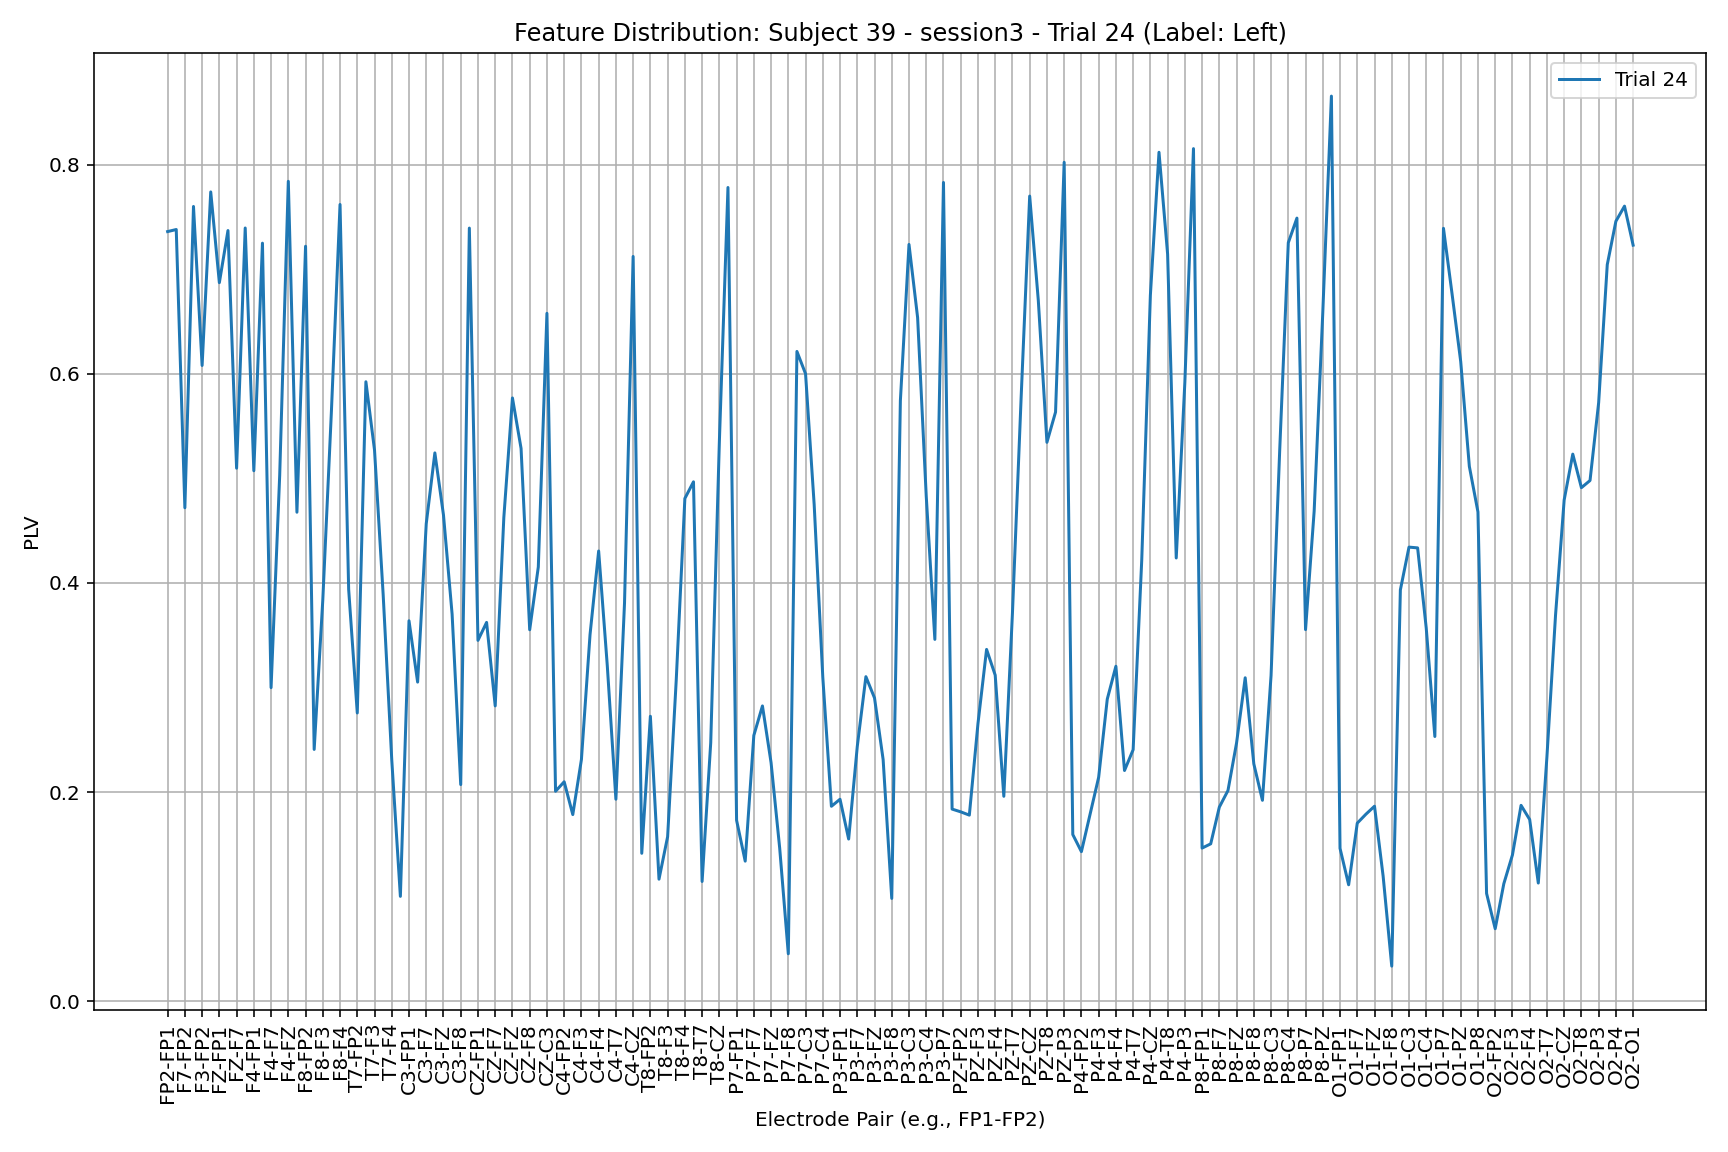 Feature Distribution: Subject 39 - session3 - Trial 24 (Label: Left)
Trial 24
PLV
0.8
0.6
0.4
0.2
0.0
FP2-FP1
F7-FP2
F3-FP2
FZ-FP1
FZ-F7
F4-FP1
F4-F7
F4-FZ
F8-FP2
F8-F3
F8-F4
T7-FP2
T7-F3
T7-F4
C3-FP1
C3-F7
C3-FZ
C3-F8
CZ-FP1
CZ-F7
CZ-FZ
CZ-F8
CZ-C3
C4-FP2
C4-F3
C4-F4
C4-T7
C4-CZ
T8-FP2
T8-F3
T8-F4
T8-T7
T8-CZ
P7-FP1
P7-F7
P7-FZ
P7-F8
P7-C3
P7-C4
P3-FP1
P3-F7
P3-FZ
P3-F8
P3-C3
P3-C4
P3-P7
PZ-FP2
PZ-F3
PZ-F4
PZ-T7
PZ-CZ
PZ-T8
PZ-P3
P4-FP2
P4-F3
P4-F4
P4-T7
P4-CZ
P4-T8
P4-P3
P8-FP1
P8-F7
P8-FZ
P8-F8
P8-C3
P8-C4
P8-P7
P8-PZ
O1-FP1
O1-F7
O1-FZ
O1-F8
O1-C3
O1-C4
O1-P7
O1-PZ
O1-P8
O2-FP2
O2-F3
O2-F4
O2-T7
O2-CZ
O2-T8
O2-P3
O2-P4
O2-O1
Electrode Pair (e.g., FP1-FP2)